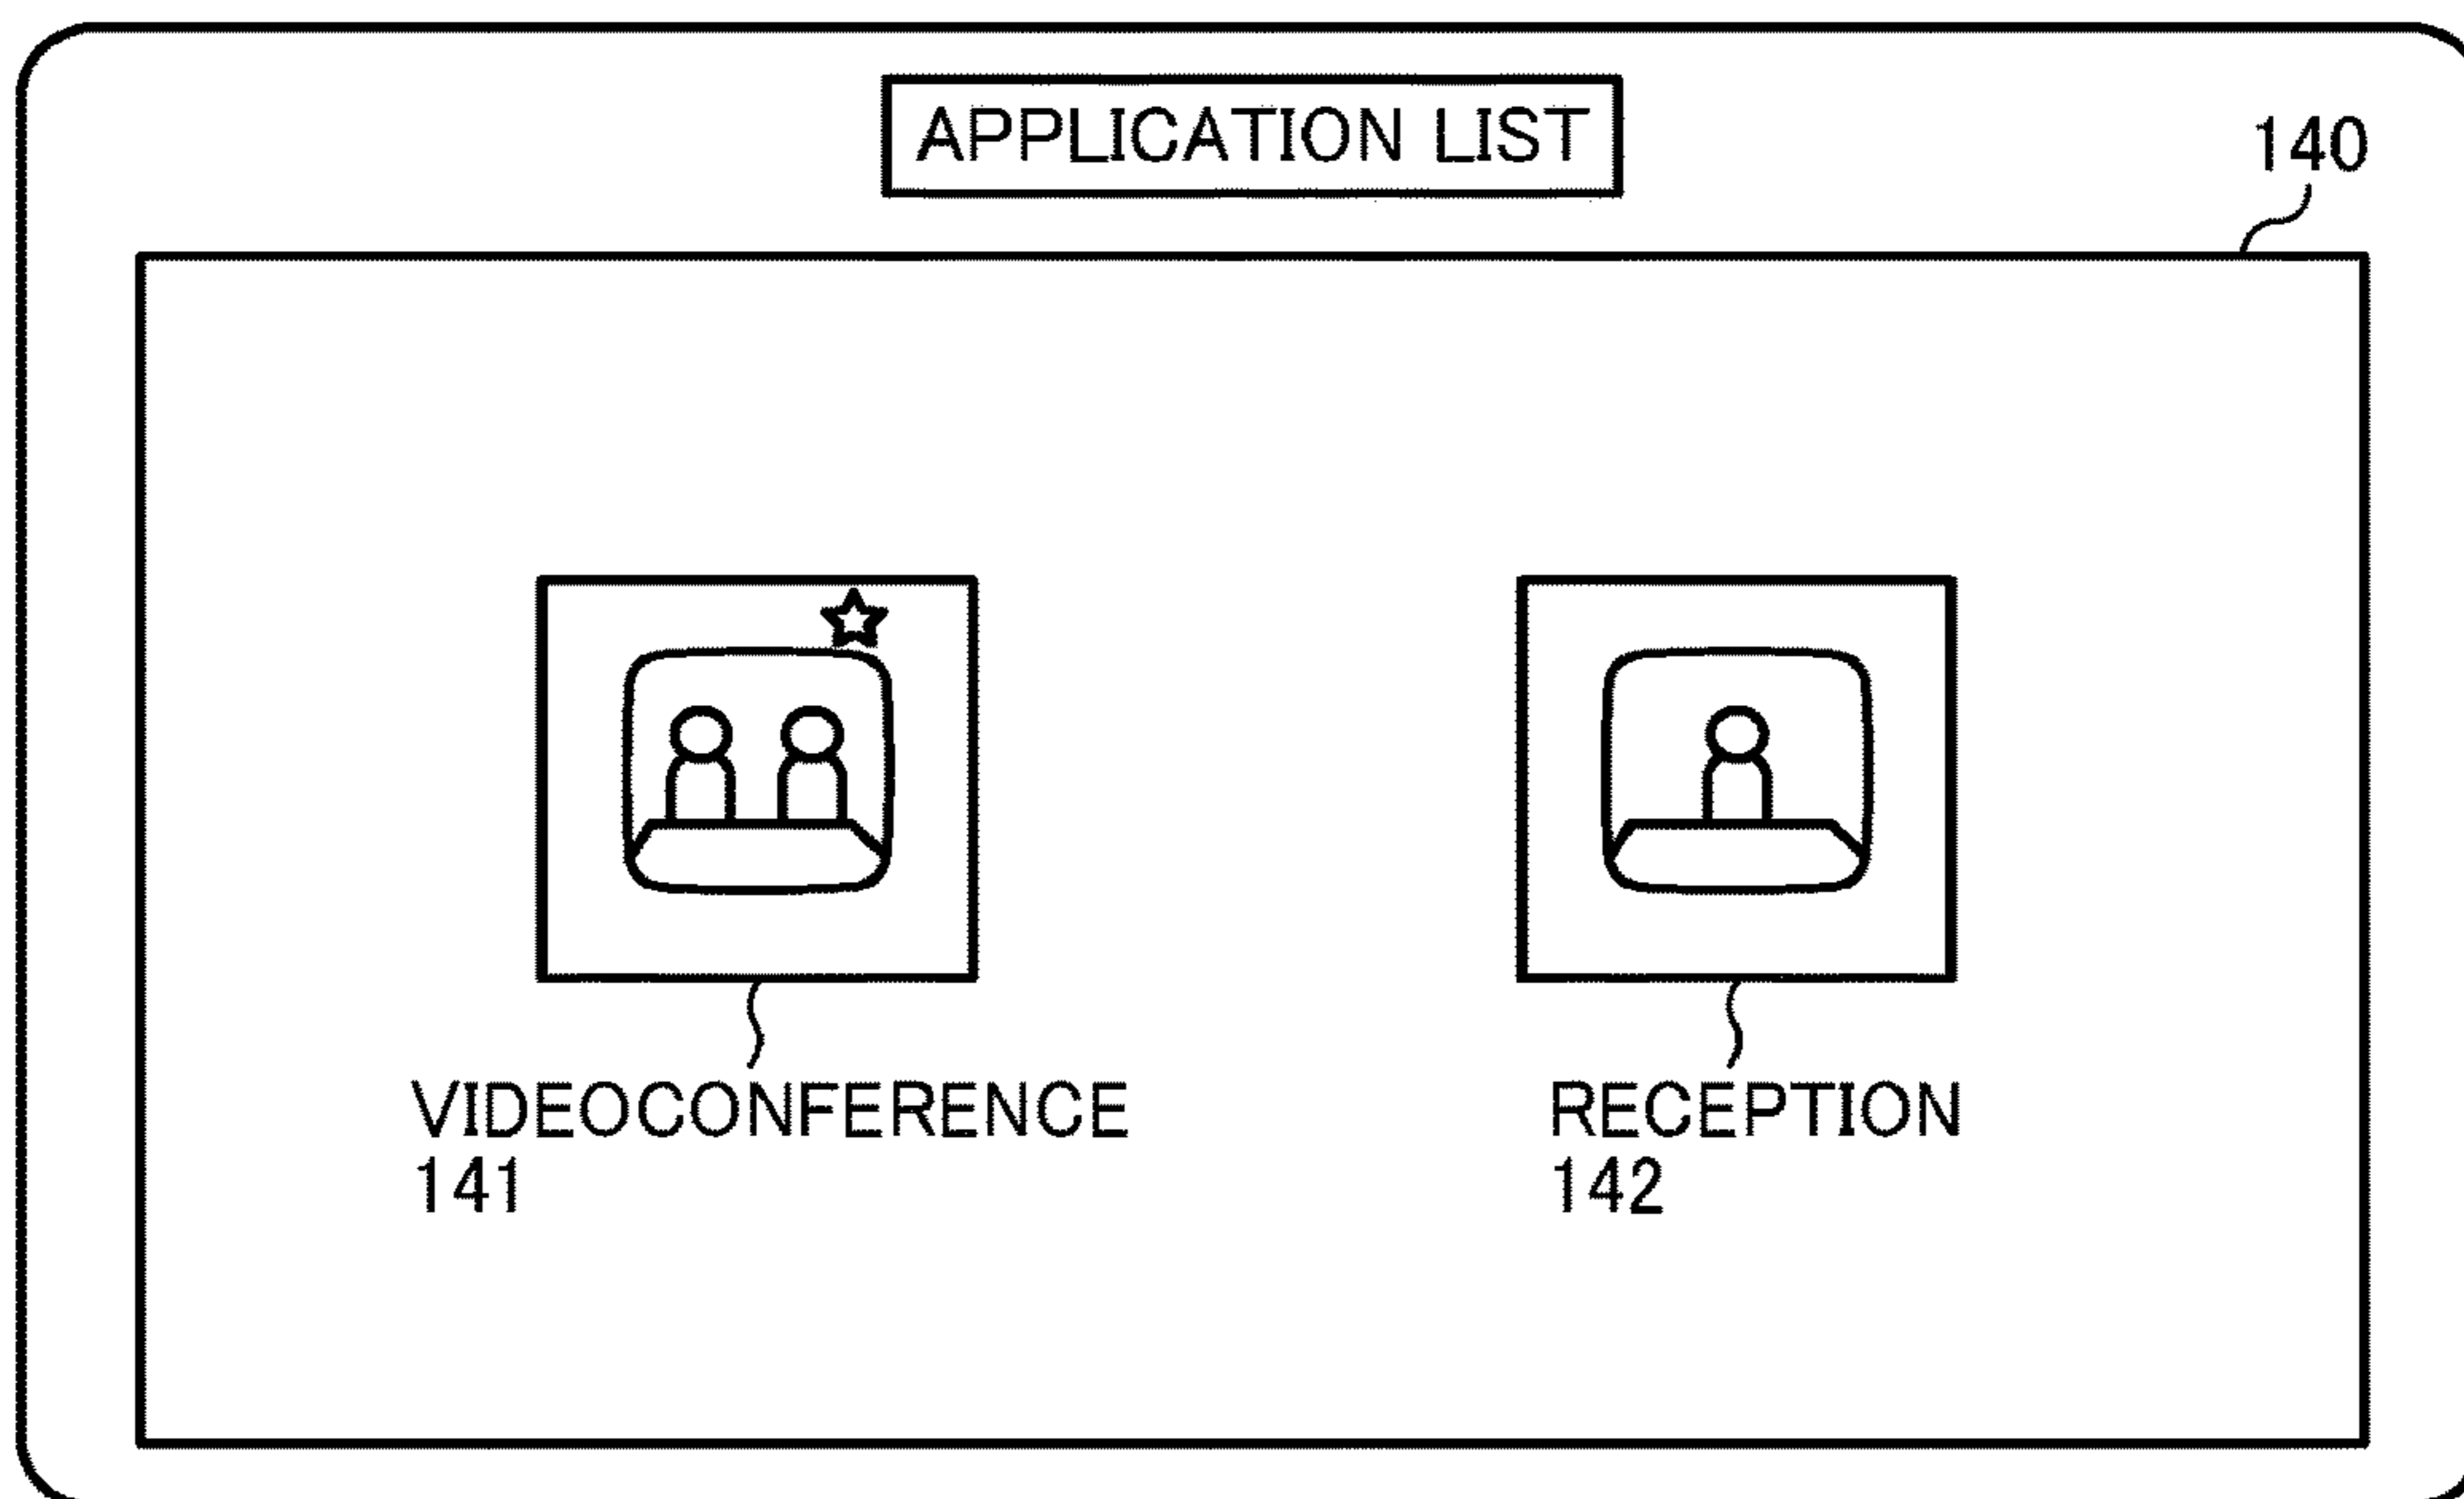 APPLICATION LIST
140
VIDEOCONFERENCE
141
RECEPTION
142